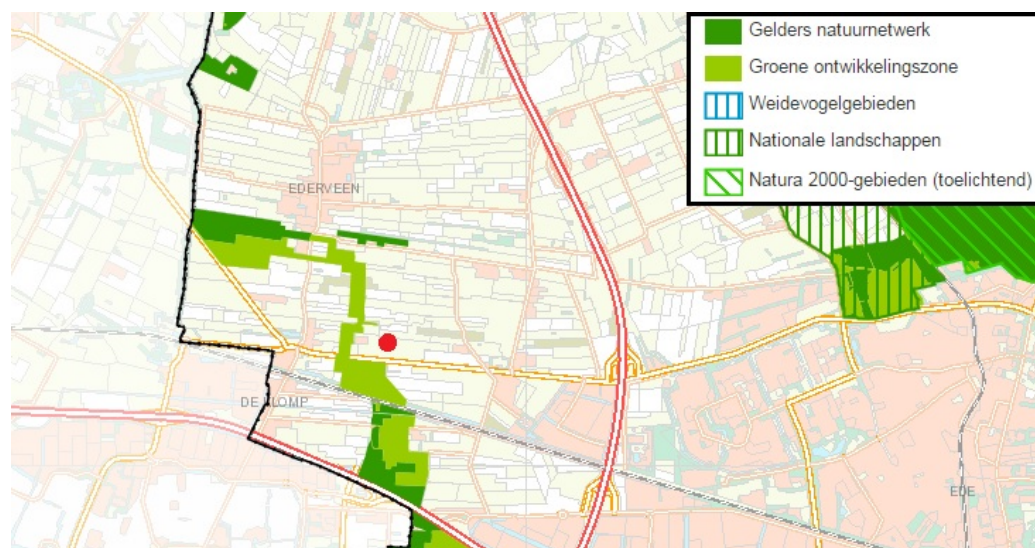 Gelders natuurnetwerk
Groene ontwikkelingszone
Weidevogelgebieden
Nationale landschappen
Natura 2000-gebieden (toelichtend)
EDERVEEN
DE KLOMP
EDE